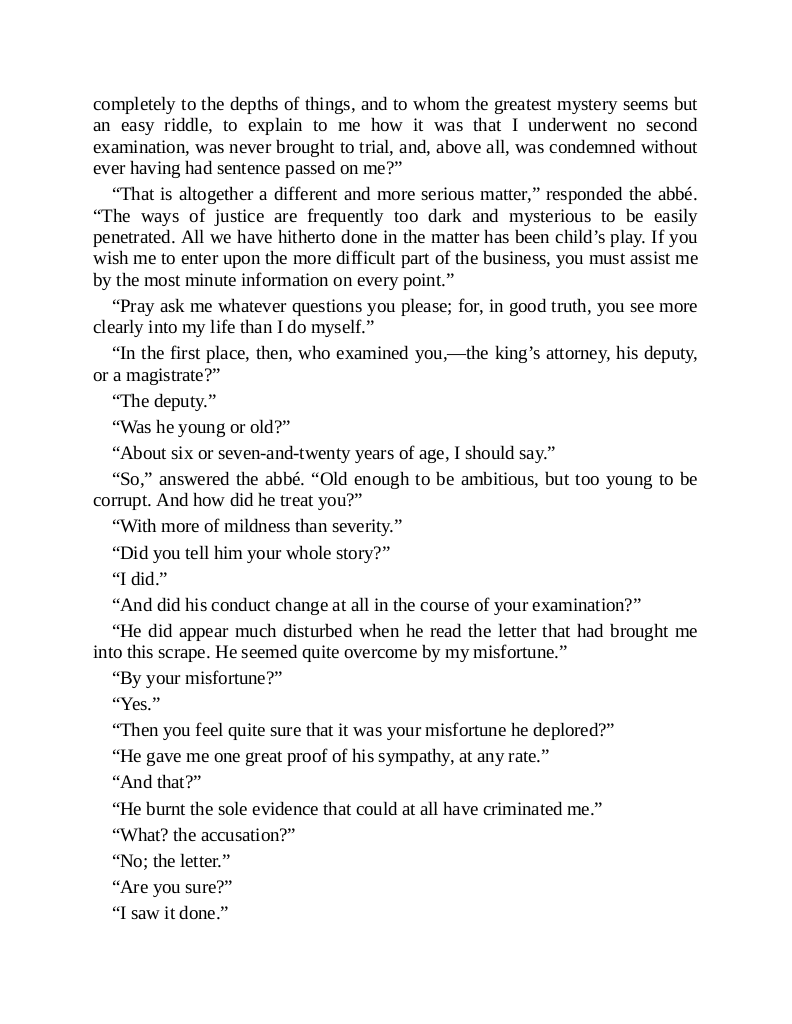 completely to the depths of things, and to whom the greatest mystery seems but
an easy riddle, to explain to me how it was that I underwent no second
examination, was never brought to trial, and, above all, was condemned without
ever having had sentence passed on me?”
“That is altogether a different and more serious matter,” responded the abbé.
“The ways of justice are frequently too dark and mysterious to be easily
penetrated. All we have hitherto done in the matter has been child’s play. If you
wish me to enter upon the more difficult part of the business, you must assist me
by the most minute information on every point.”
“Pray ask me whatever questions you please; for, in good truth, you see more
clearly into my life than I do myself.”
“In the first place, then, who examined you,—the king’s attorney, his deputy,
or a magistrate?”
“The deputy.”
“Was he young or old?”
“About six or seven-and-twenty years of age, I should say.”
“So,” answered the abbé. “Old enough to be ambitious, but too young to be
corrupt. And how did he treat you?”
“With more of mildness than severity.”
“Did you tell him your whole story?”
“I did.”
“And did his conduct change at all in the course of your examination?”
“He did appear much disturbed when he read the letter that had brought me
into this scrape. He seemed quite overcome by my misfortune.”
“By your misfortune?”
“Yes.”
“Then you feel quite sure that it was your misfortune he deplored?”
“He gave me one great proof of his sympathy, at any rate.”
“And that?”
“He burnt the sole evidence that could at all have criminated me.”
“What? the accusation?”
“No; the letter.”
“Are you sure?”
“I saw it done.”